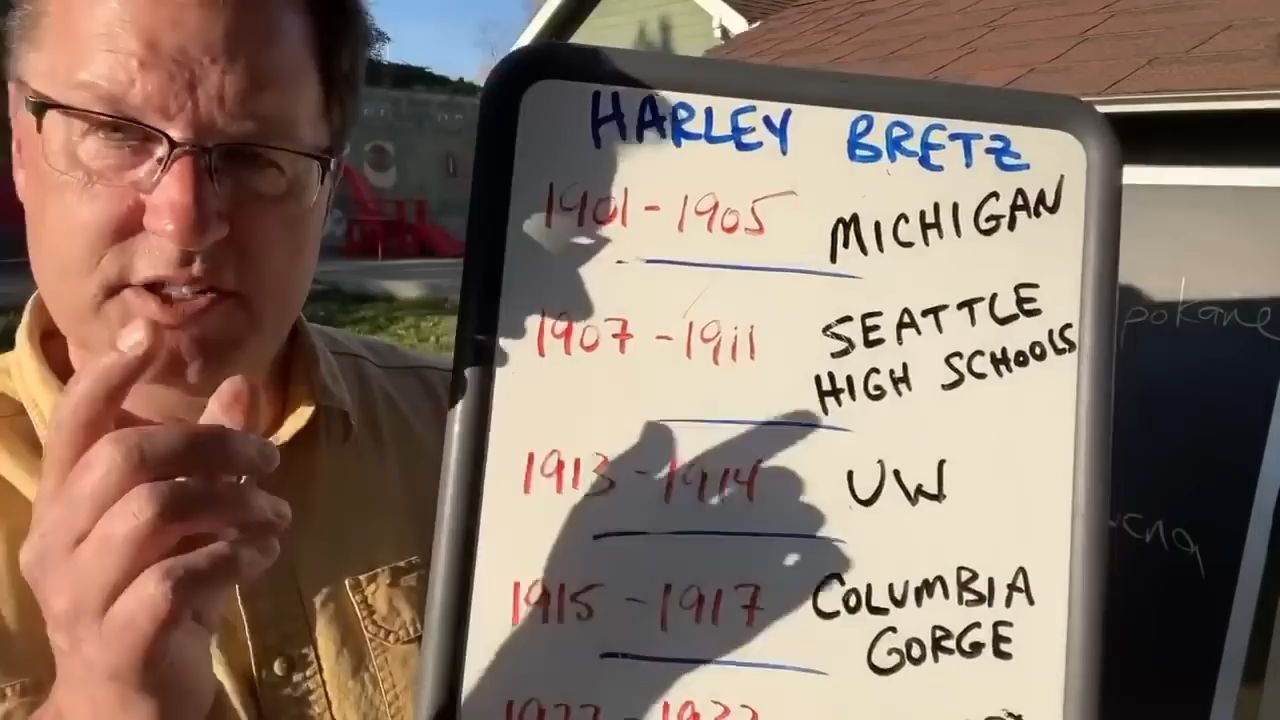 HARLEY BRETZ
1901 - 1905 MICHIGAN
1907 - 1911 SEATTLE
HIGH SCHOOLS
1913 - 1914 UW
1915 - 1917 COLUMBIA
GORGE